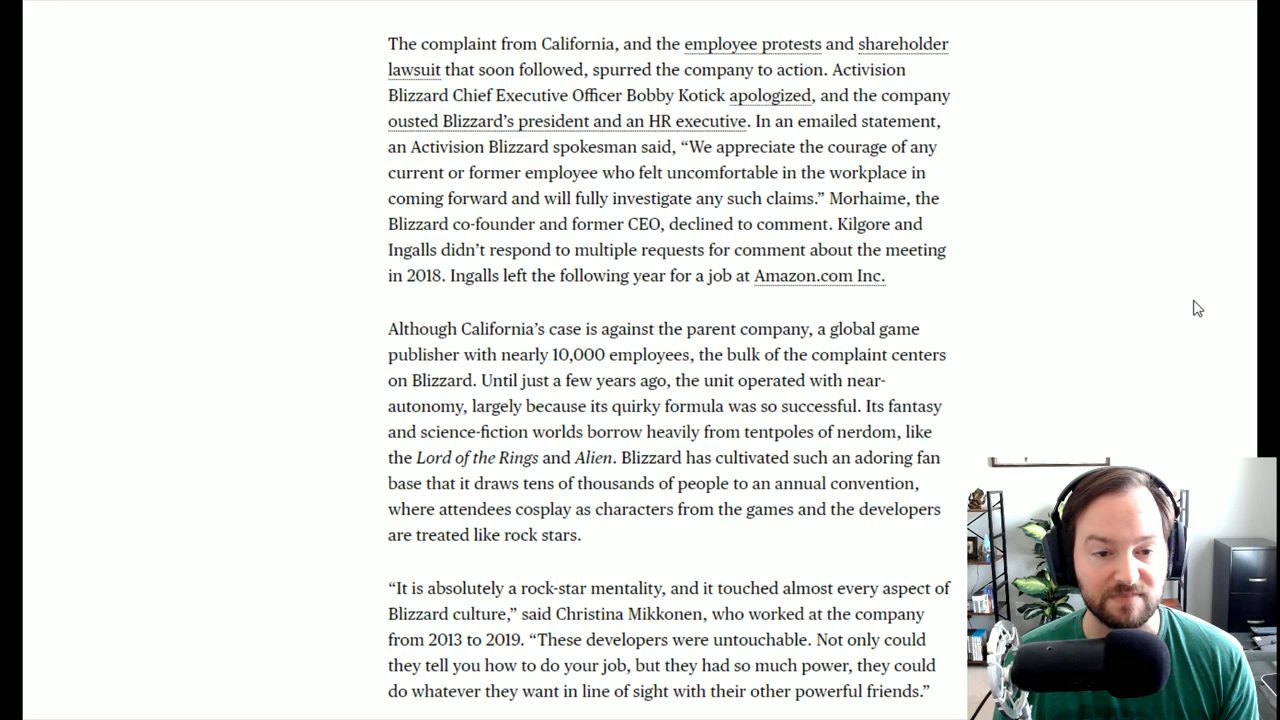 The complaint from California, and the employee protests and shareholder
lawsuit that soon followed, spurred the company to action. Activision
Blizzard Chief Executive Officer Bobby Kotick apologized, and the company
ousted Blizzard’s president and an HR executive. In an emailed statement,
an Activision Blizzard spokesman said, “We appreciate the courage of any
current or former employee who felt uncomfortable in the workplace in
coming forward and will fully investigate any such claims.” Morhaime, the
Blizzard co-founder and former CEO, declined to comment. Kilgore and
Ingalls didn’t respond to multiple requests for comment about the meeting
in 2018. Ingalls left the following year for a job at Amazon.com Inc.
Although California’s case is against the parent company, a global game
publisher with nearly 10,000 employees, the bulk of the complaint centers
on Blizzard. Until just a few years ago, the unit operated with near-
autonomy, largely because its quirky formula was so successful. Its fantasy
and science-fiction worlds borrow heavily from tentpoles of nerdom, like
the Lord of the Rings and Alien. Blizzard has cultivated such an adoring fan
base that it draws tens of thousands of people to an annual convention,
where attendees cosplay as characters from the games and the developers
are treated like rock stars.
“It is absolutely a rock-star mentality, and it touched almost every aspect of
Blizzard culture,” said Christina Mikkonen, who worked at the company
from 2013 to 2019. “These developers were untouchable. Not only could
they tell you how to do your job, but they had so much power, they could
do whatever they want in line of sight with their other powerful friends.”